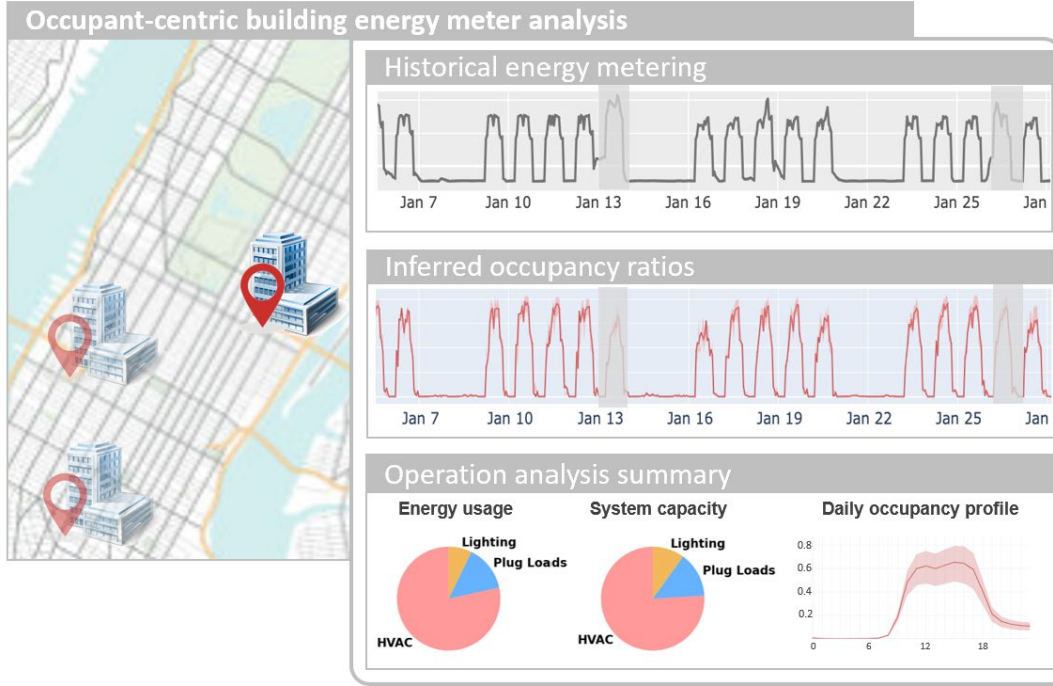 Occupant-centric building energy meter analysis
Historical energy metering
Jan 7 Jan 10 Jan 13 Jan 16 Jan 19 Jan 22 Jan 25 Jan
Inferred occupancy ratios
Jan 7 Jan 10 Jan 13 Jan 16 Jan 19 Jan 22 Jan 25 Jan
Operation analysis summary
Energy usage System capacity Daily occupancy profile
Lighting
Plug Loads
HVAC
Lighting
Plug Loads
HVAC
0.8
0.6
0.4
0.2
0 6 12 18